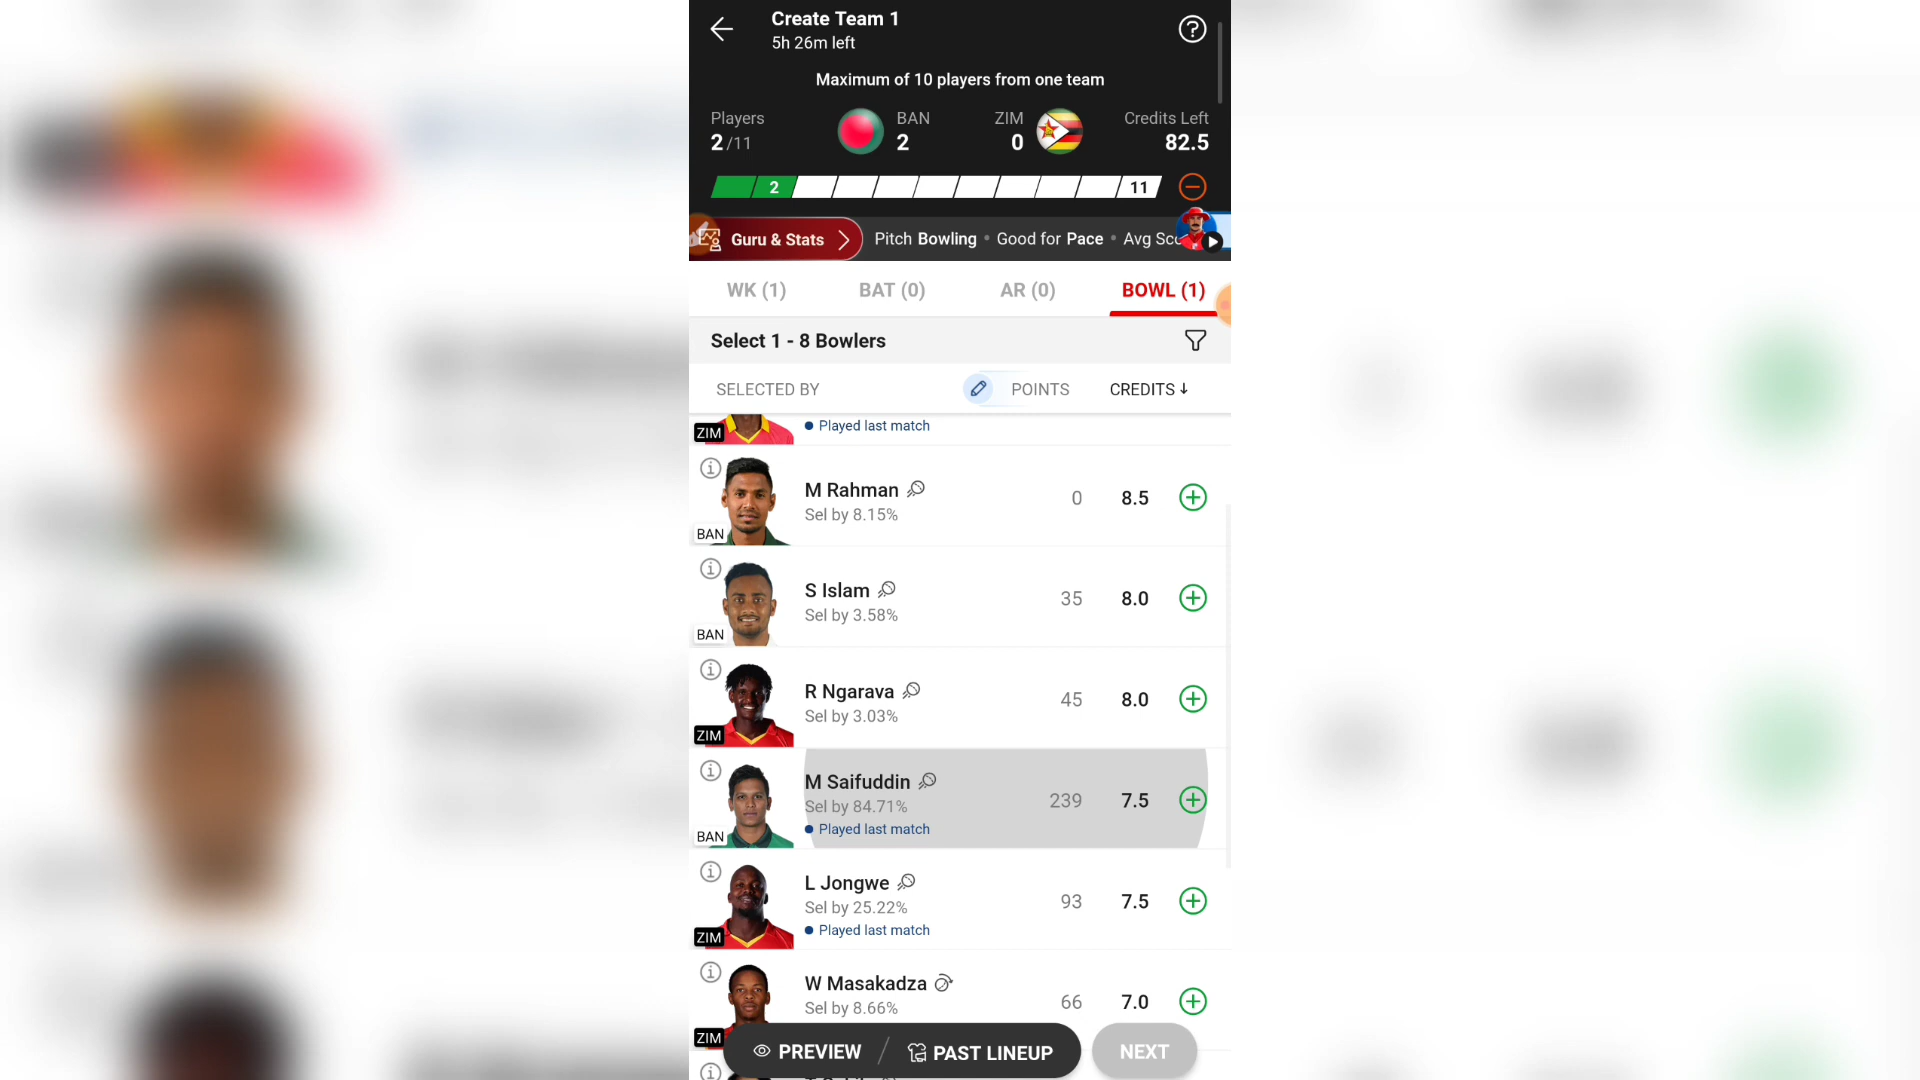 Create Team 1
5h 26m left
Maximum of 10 players from one team
Players
2 /11
BAN
2
ZIM
0
Credits Left
82.5
2
11
Guru & Stats
Pitch Bowling • Good for Pace • Avg Sco
WK (1)
BAT (0)
AR (0)
BOWL (1)
Select 1 - 8 Bowlers
SELECTED BY
POINTS
CREDITS ↓
ZIM
• Played last match
M Rahman
Sel by 8.15%
0
8.5
BAN
S Islam
Sel by 3.58%
35
8.0
BAN
R Ngarava
Sel by 3.03%
45
8.0
ZIM
M Saifuddin
Sel by 84.71%
• Played last match
239
7.5
BAN
L Jongwe
Sel by 25.22%
• Played last match
93
7.5
ZIM
W Masakadza
Sel by 8.66%
66
7.0
ZIM
PREVIEW / PAST LINEUP
NEXT